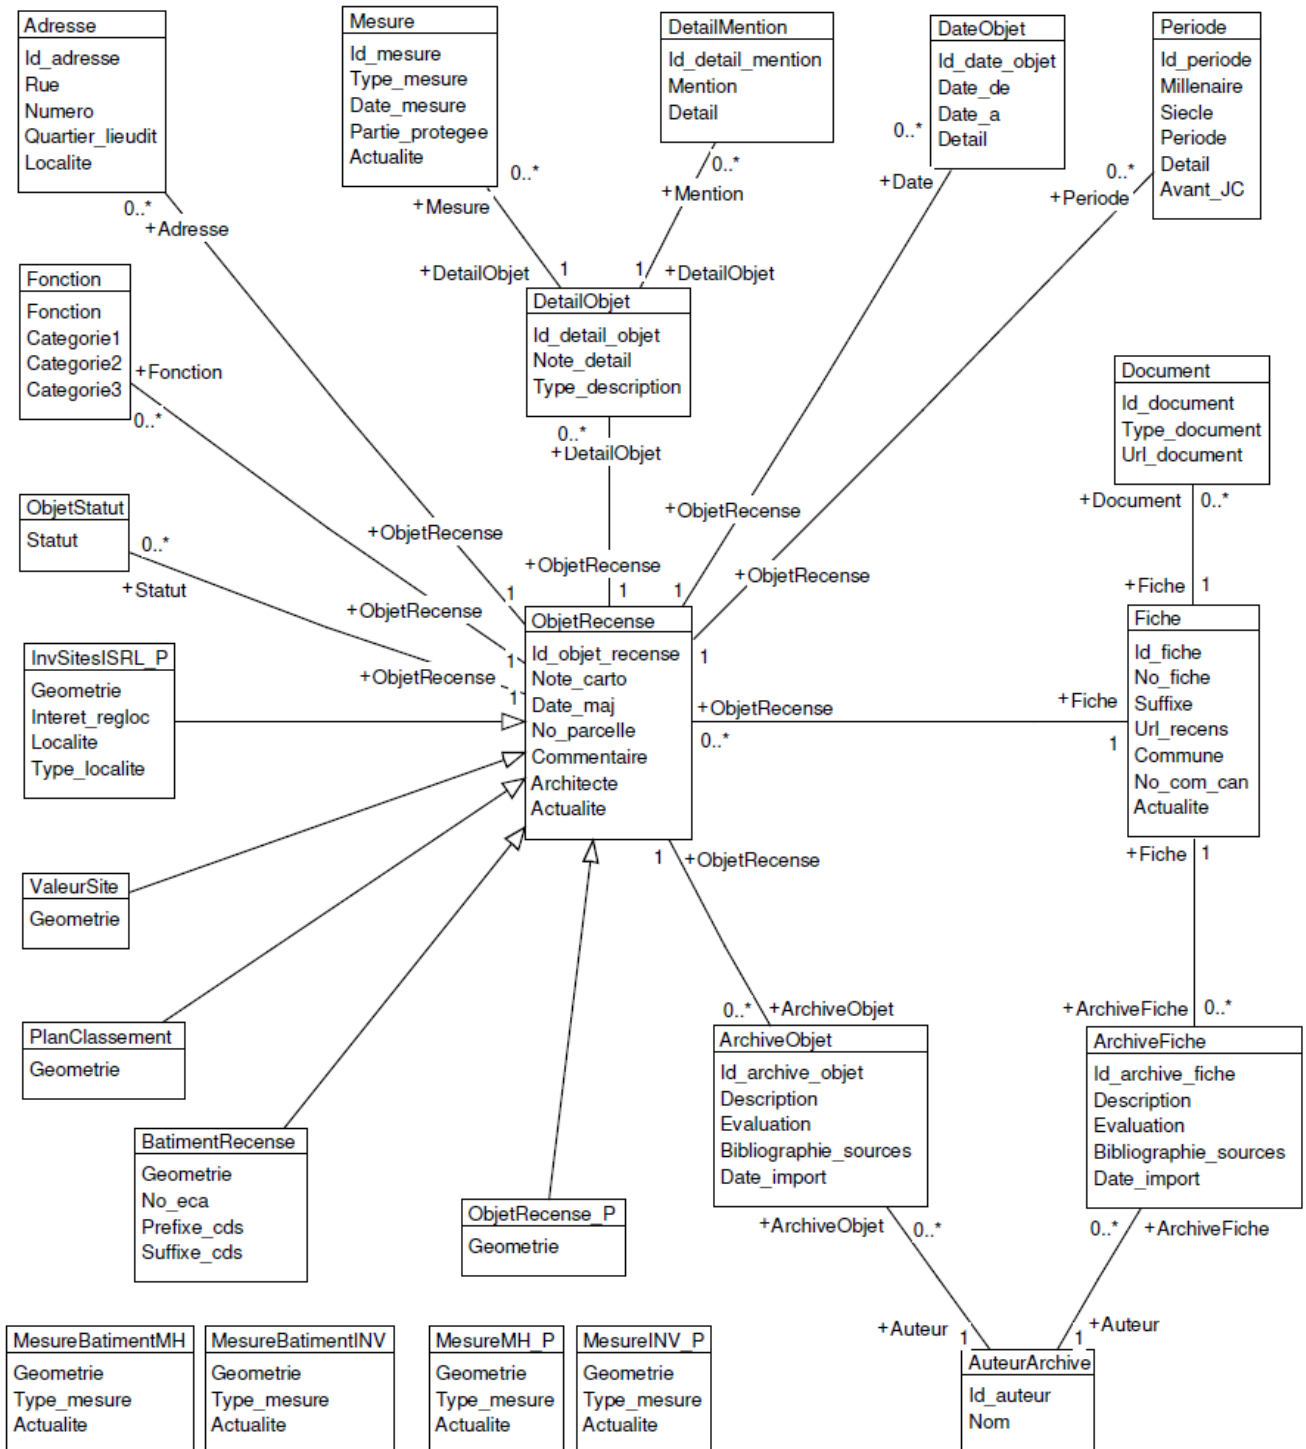 Adresse
Id_adresse
Rue
Numero
Quartier_lieudit
Localite
0..*
+Adresse
Mesure
Id_mesure
Type_mesure
Date_mesure
Partie_protegee
Actualite
0..*
+Mesure
DetailMention
Id_detail_mention
Mention
Detail
0..*
+Mention
DateObjet
Id_date_objet
Date_de
Date_a
Detail
0..*
+Date
Periode
Id_periode
Millenaire
Siecle
Periode
Detail
Avant_JC
0..*
+Periode
+DetailObjet
1
1
+DetailObjet
DetailObjet
Id_detail_objet
Note_detail
Type_description
0..*
+DetailObjet
Fonction
Fonction
Categorie1
Categorie2
Categorie3
+Fonction
0..*
Document
Id_document
Type_document
Url_document
+Document
0..*
ObjetStatut
Statut
0..*
+Statut
+ObjetRecense
1
+ObjetRecense
1
+ObjetRecense
1
+ObjetRecense
1
+ObjetRecense
1
+ObjetRecense
1
+Fiche
1
ObjetRecense
Id_objet_recense
Note_carto
Date_maj
No_parcelle
Commentaire
Architecte
Actualite
+ObjetRecense
0..*
+Fiche
1
Fiche
Id_fiche
No_fiche
Suffixe
Url_recens
Commune
No_com_can
Actualite
+Fiche
1
InvSitesISRL_P
Geometrie
Interet_regloc
Localite
Type_localite
1
+ObjetRecense
ValeurSite
Geometrie
PlanClassement
Geometrie
BatimentRecense
Geometrie
No_eca
Prefixe_cds
Suffixe_cds
ObjetRecense_P
Geometrie
0..*
+ArchiveObjet
ArchiveObjet
Id_archive_objet
Description
Evaluation
Bibliographie_sources
Date_import
+ArchiveObjet
0..*
+ArchiveFiche
0..*
ArchiveFiche
Id_archive_fiche
Description
Evaluation
Bibliographie_sources
Date_import
0..*
+ArchiveFiche
+Auteur
1
1
+Auteur
AuteurArchive
Id_auteur
Nom
MesureBatimentMH
Geometrie
Type_mesure
Actualite
MesureBatimentINV
Geometrie
Type_mesure
Actualite
MesureMH_P
Geometrie
Type_mesure
Actualite
MesureINV_P
Geometrie
Type_mesure
Actualite